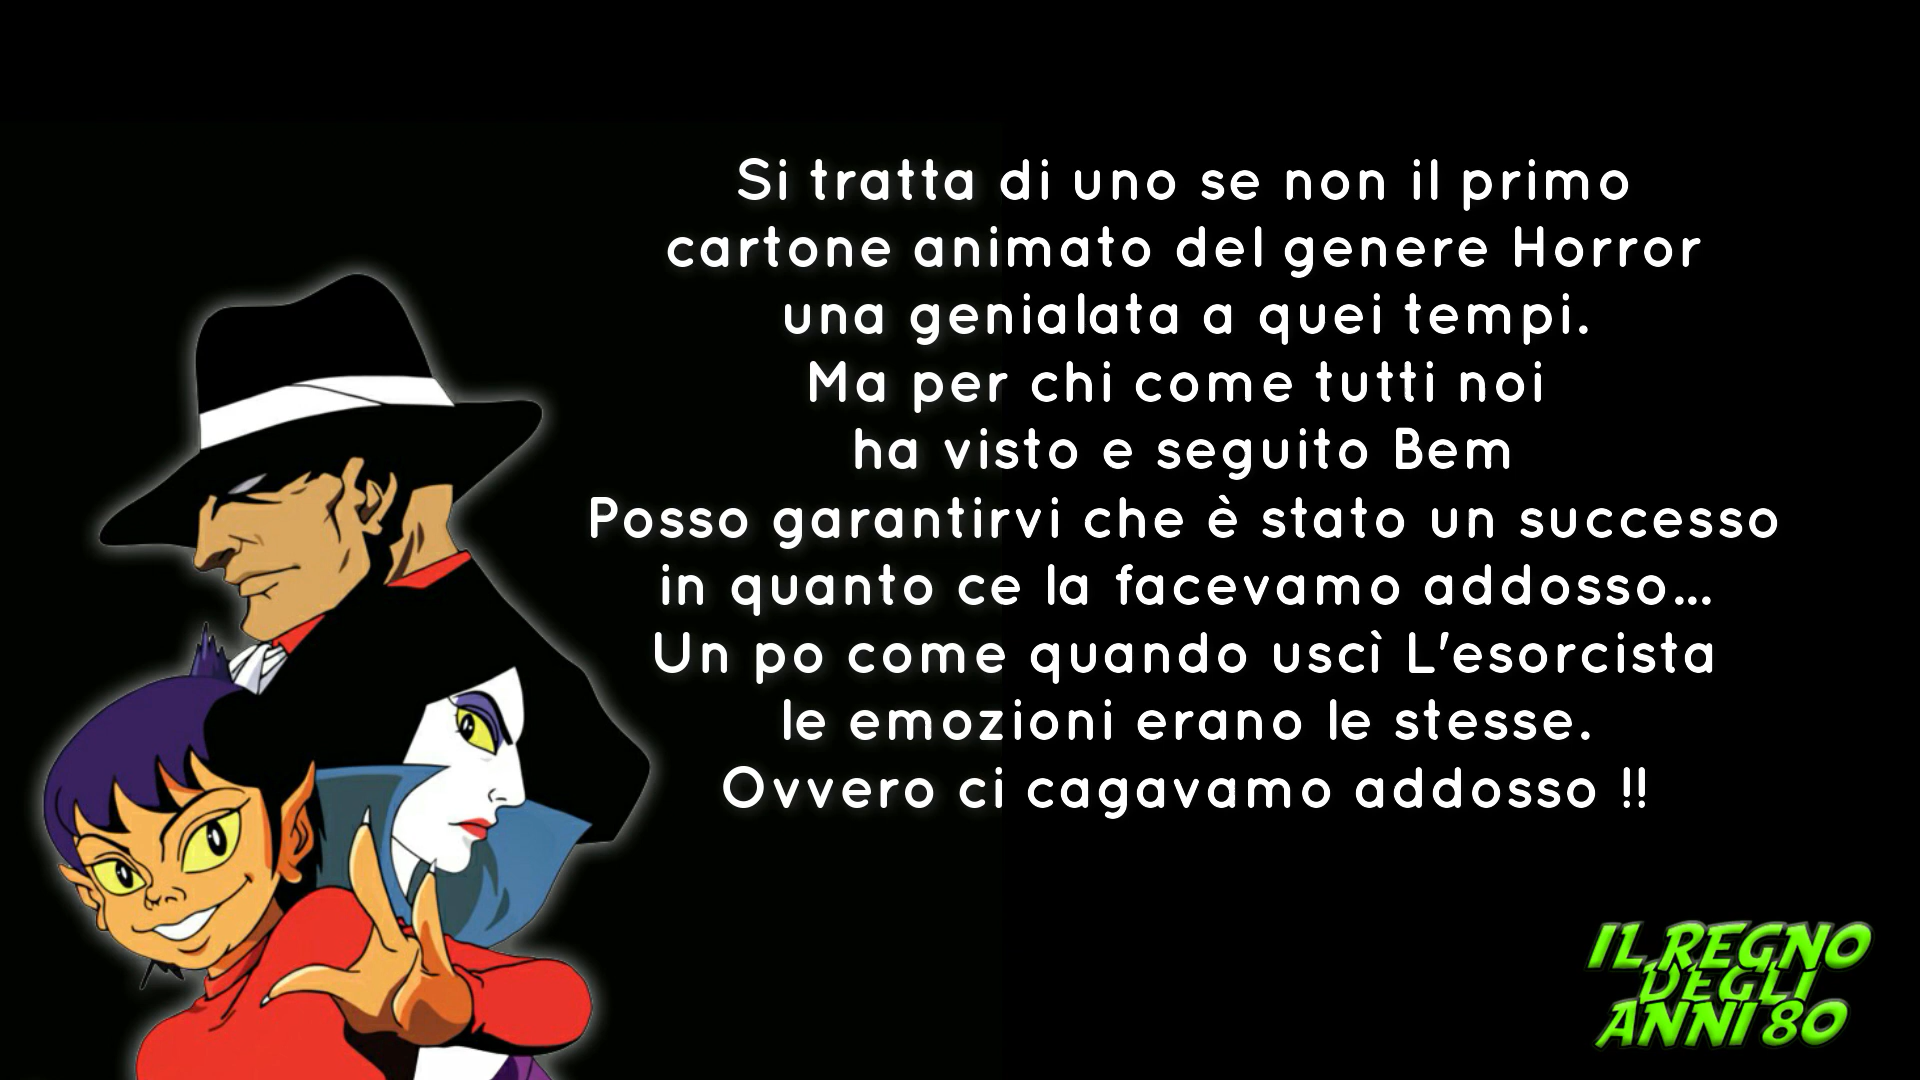 Si tratta di uno se non il primo
cartone animato del genere Horror
una genialata a quei tempi.
Ma per chi come tutti noi
ha visto e seguito Bem
Posso garantirvi che è stato un successo
in quanto ce la facevamo addosso...
Un po come quando uscì L'esorcista
le emozioni erano le stesse.
Ovvero ci cagavamo addosso !!
IL REGNO
DEGLI
ANNI 80